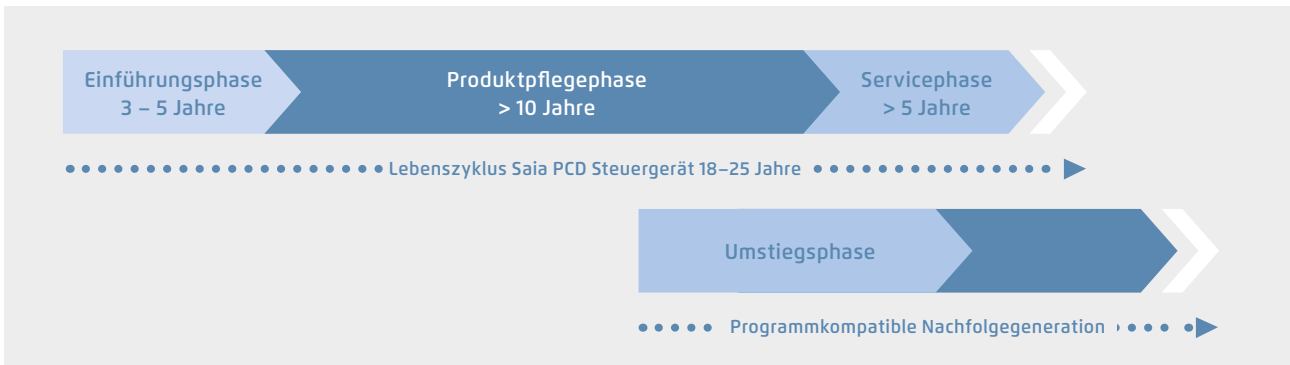 Einführungsphase
3 – 5 Jahre
Produktpflegephase
> 10 Jahre
Servicephase
> 5 Jahre
Lebenszyklus Saia PCD Steuergerät 18–25 Jahre
Umstiegsphase
Programmkompatible Nachfolgegeneration